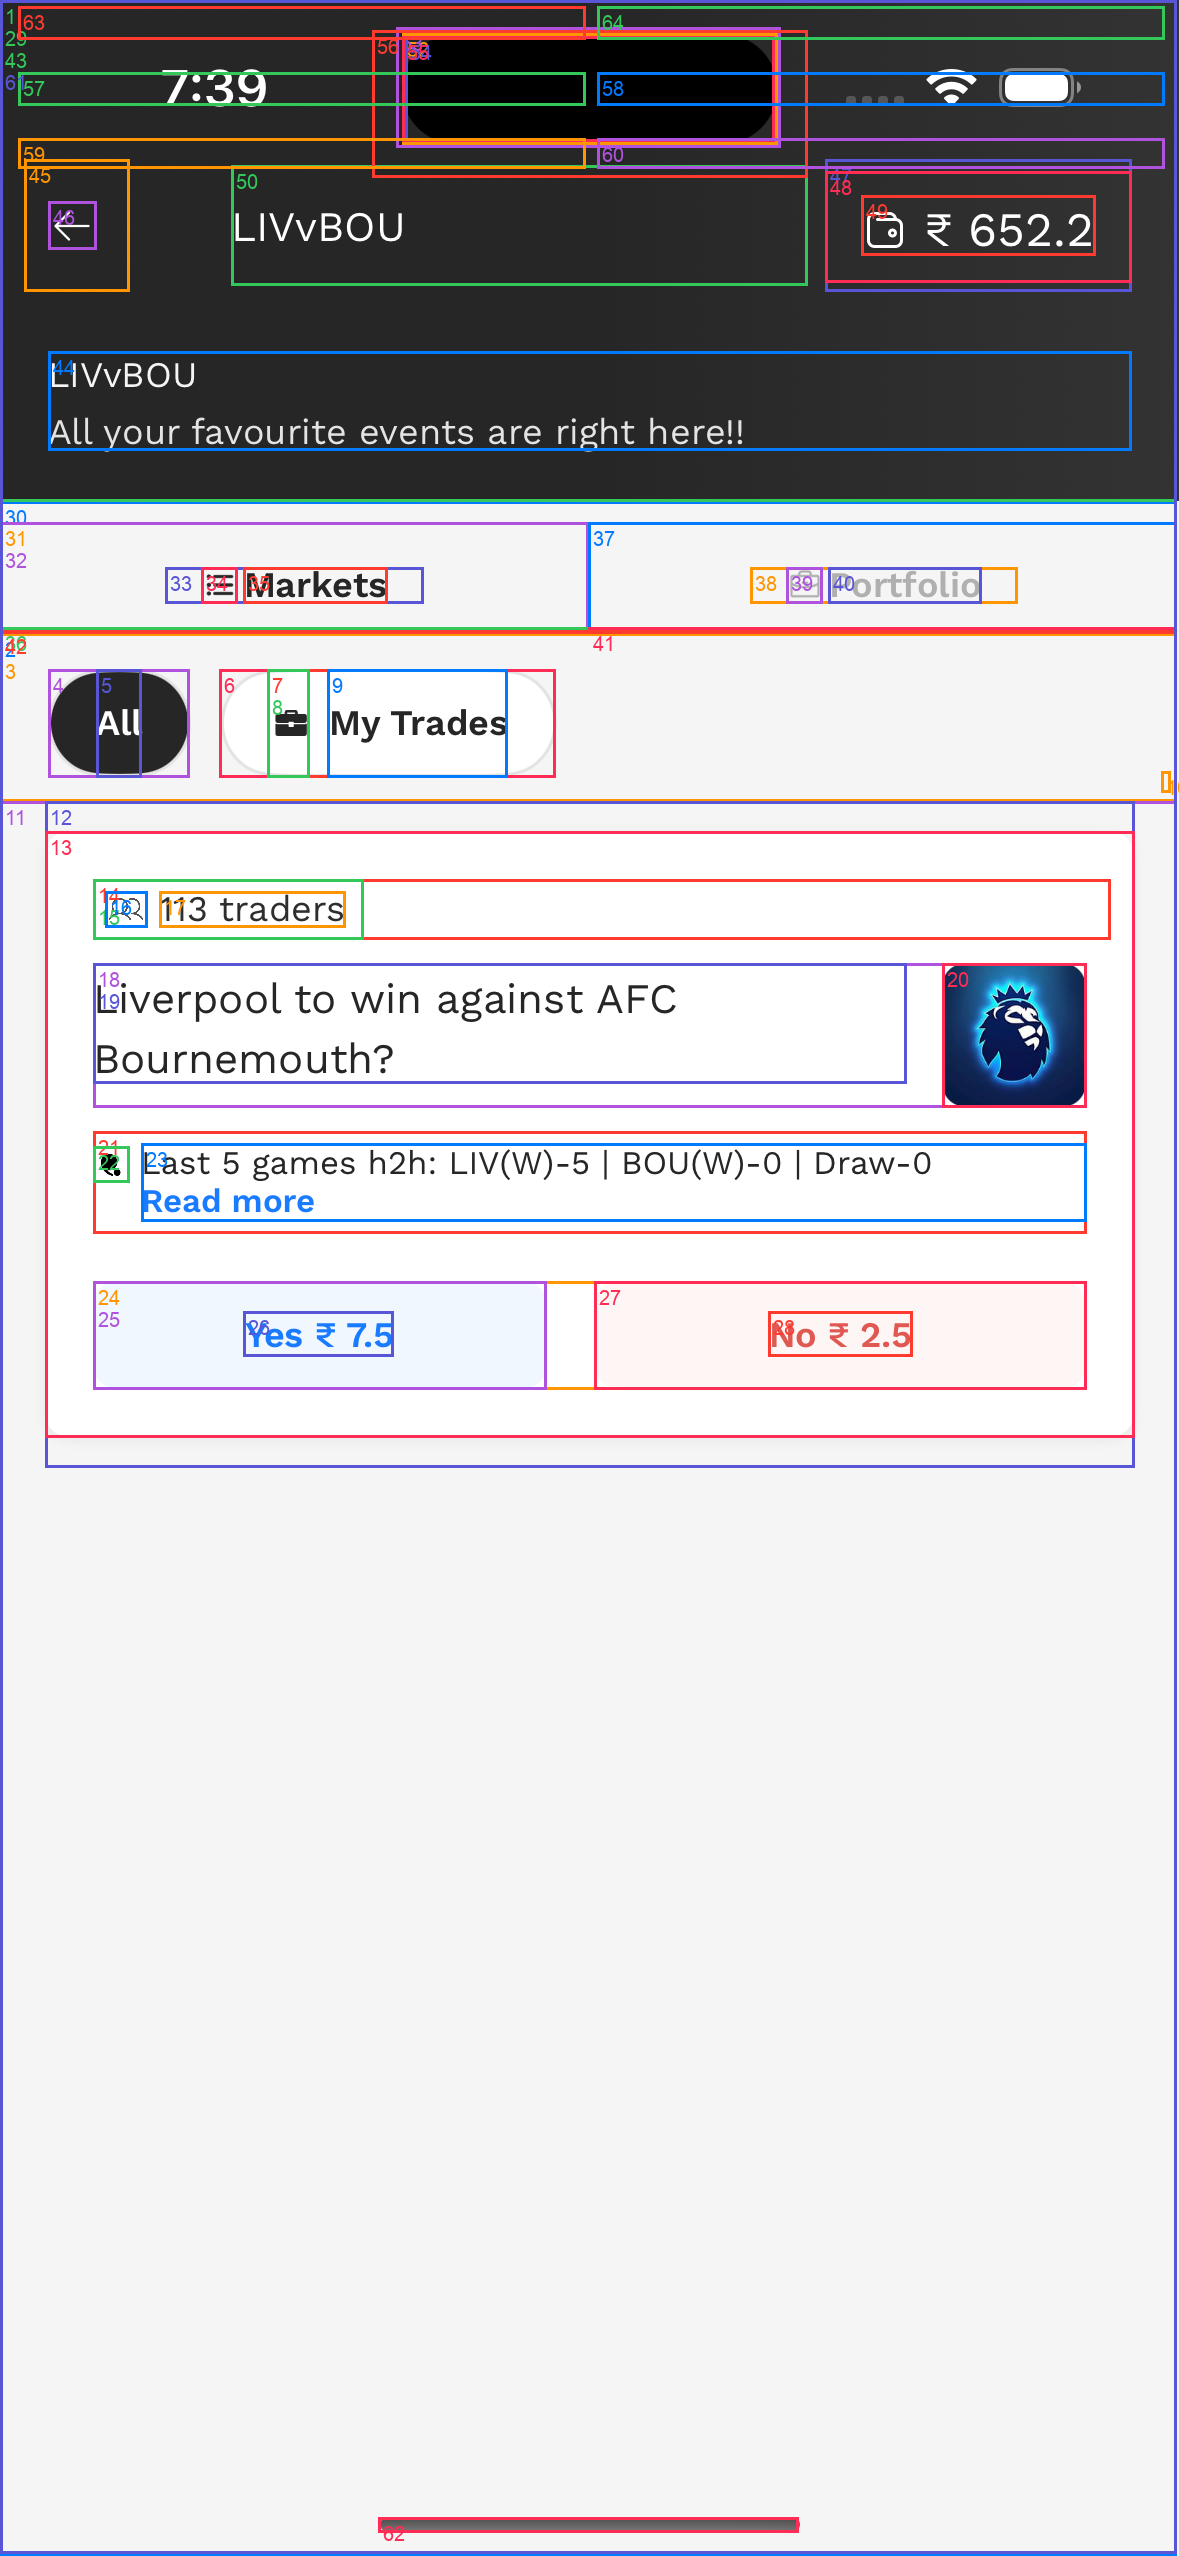 7:39
LIVvBOU
₹ 652.2
LIVvBOU
All your favourite events are right here!!
Markets
Portfolio
All
My Trades
113 traders
Liverpool to win against AFC
Bournemouth?
Last 5 games h2h: LIV(W)-5 | BOU(W)-0 | Draw-0
Read more
Yes ₹ 7.5
No ₹ 2.5